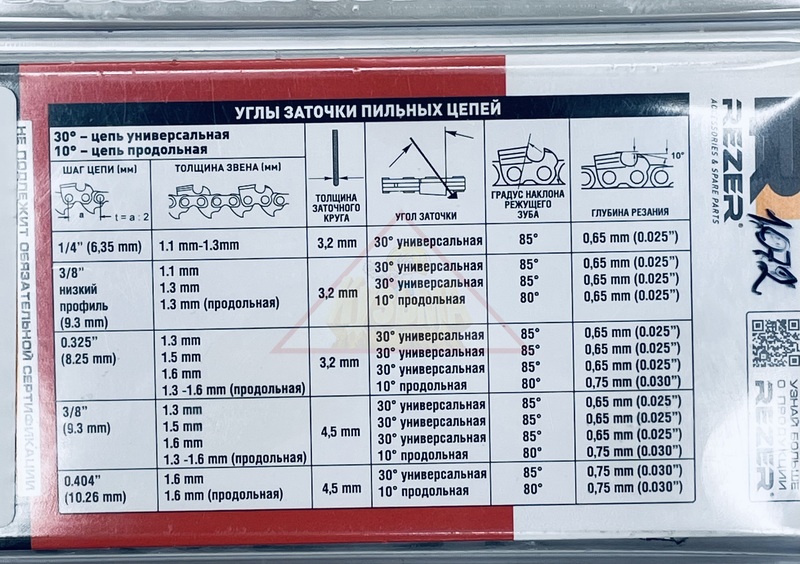 УГЛЫ ЗАТОЧКИ ПИЛЬНЫХ ЦЕПЕЙ
30° – цепь универсальная
10° – цепь продольная
ШАГ ЦЕПИ (мм)
a
t = a : 2
ТОЛЩИНА ЗВЕНА (мм)
ТОЛЩИНА
ЗАТОЧНОГО
КРУГА
УГОЛ ЗАТОЧКИ
ГРАДУС НАКЛОНА
РЕЖУЩЕГО
ЗУБА
10°
ГЛУБИНА РЕЗАНИЯ
1/4" (6,35 mm) 1.1 mm-1.3mm 3,2 mm 30° универсальная 85° 0,65 mm (0.025")
3/8"
низкий
профиль
(9.3 mm)
1.1 mm
1.3 mm
1.3 mm (продольная)
3,2 mm
30° универсальная 85° 0,65 mm (0.025")
30° универсальная 85° 0,65 mm (0.025")
10° продольная 80° 0,65 mm (0.025")
0.325"
(8.25 mm)
1.3 mm
1.5 mm
1.6 mm
1.3 -1.6 mm (продольная)
3,2 mm
30° универсальная 85° 0,65 mm (0.025")
30° универсальная 85° 0,65 mm (0.025")
30° универсальная 85° 0,65 mm (0.025")
10° продольная 80° 0,75 mm (0.030")
3/8"
(9.3 mm)
1.3 mm
1.5 mm
1.6 mm
1.3 -1.6 mm (продольная)
4,5 mm
30° универсальная 85° 0,65 mm (0.025")
30° универсальная 85° 0,65 mm (0.025")
30° универсальная 85° 0,65 mm (0.025")
10° продольная 80° 0,75 mm (0.030")
0.404"
(10.26 mm)
1.6 mm
1.6 mm (продольная)
4,5 mm
30° универсальная 85° 0,75 mm (0.030")
10° продольная 80° 0,75 mm (0.030")
НЕ ПОДЛЕЖИТ ОБЯЗАТЕЛЬНОЙ СЕРТИФИКАЦИИ
REZER
ACCESSORIES & SPARE PARTS
1072
УЗНАЙ БОЛЬШЕ
О ПРОДУКЦИИ
REZER